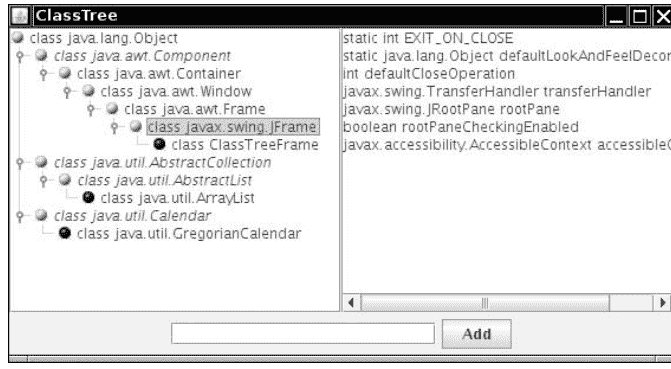 ClassTree
class java.lang.Object
class java.awt.Component
class java.awt.Container
class java.awt.Window
class java.awt.Frame
class javax.swing.JFrame
class ClassTreeFrame
class java.util.AbstractCollection
class java.util.AbstractList
class java.util.ArrayList
class java.util.Calendar
class java.util.GregorianCalendar
static int EXIT_ON_CLOSE
static java.lang.Object defaultLookAndFeelDecor
int defaultCloseOperation
javax.swing.TransferHandler transferHandler
javax.swing.JRootPane rootPane
boolean rootPaneCheckingEnabled
javax.accessibility.AccessibleContext accessibleC
Add